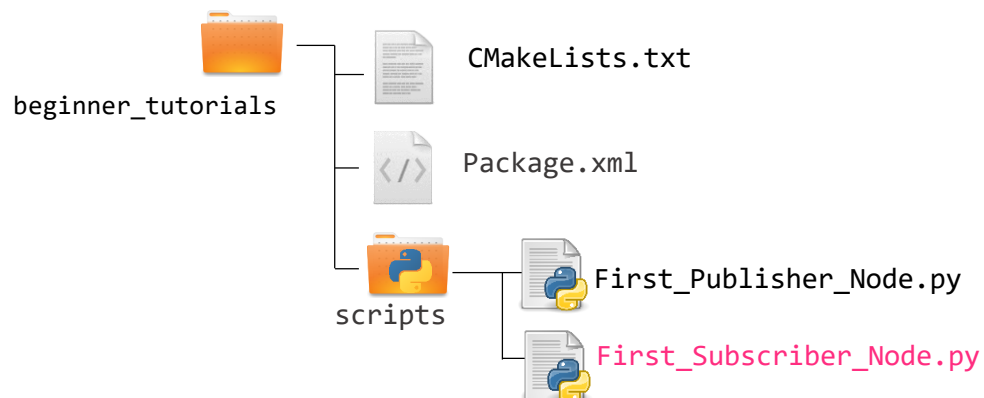 CMakeLists.txt
beginner_tutorials
Package.xml
</>
First_Publisher_Node.py
scripts
First_Subscriber_Node.py